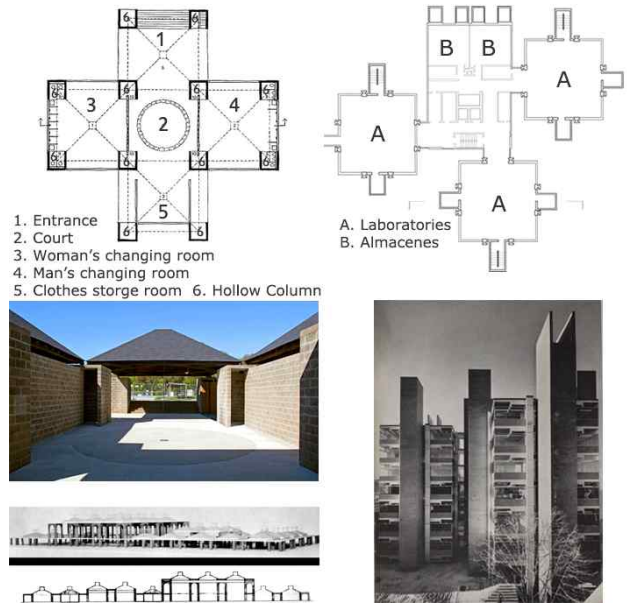 6 6
1
6 6 6 6
3 2 4
6 6 6 6
5
6 6
1. Entrance
2. Court
3. Woman's changing room
4. Man's changing room
5. Clothes storge room 6. Hollow Column
B B
A
A
A
A. Laboratories
B. Almacenes